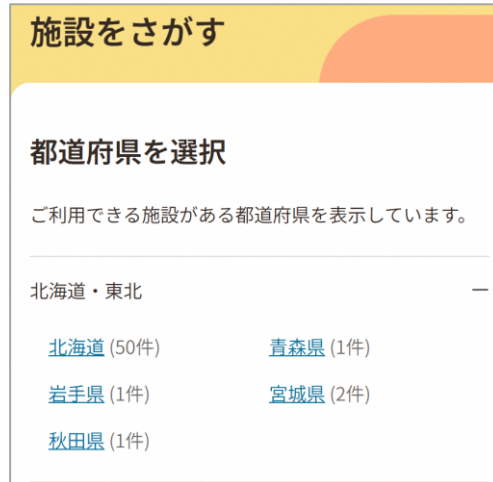 施設をさがす
都道府県を選択
ご利用できる施設がある都道府県を表示しています。
北海道・東北
北海道 (50件) 青森県 (1件)
岩手県 (1件) 宮城県 (2件)
秋田県 (1件)